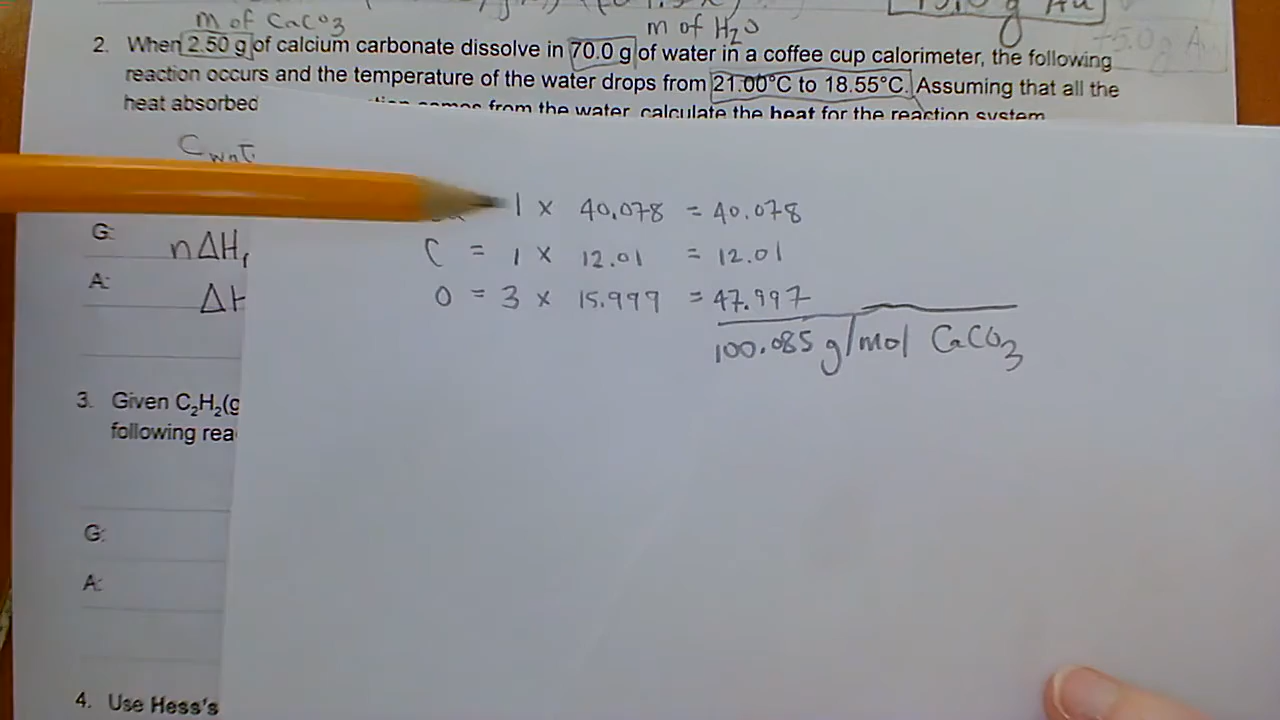 m of CaCO3 m of H2O
2. When 2.50 g of calcium carbonate dissolve in 70.0 g of water in a coffee cup calorimeter, the following
reaction occurs and the temperature of the water drops from 21.00°C to 18.55°C. Assuming that all the
heat absorbed from the water, calculate the heat for the reaction system
1 x 40.078 = 40.078
C = 1 x 12.01 = 12.01
G: nΔH
A: O = 3 x 15.999 = 47.997
100.085 g/mol CaCO3
3. Given C2H2(g
following rea
G:
A:
4. Use Hess's